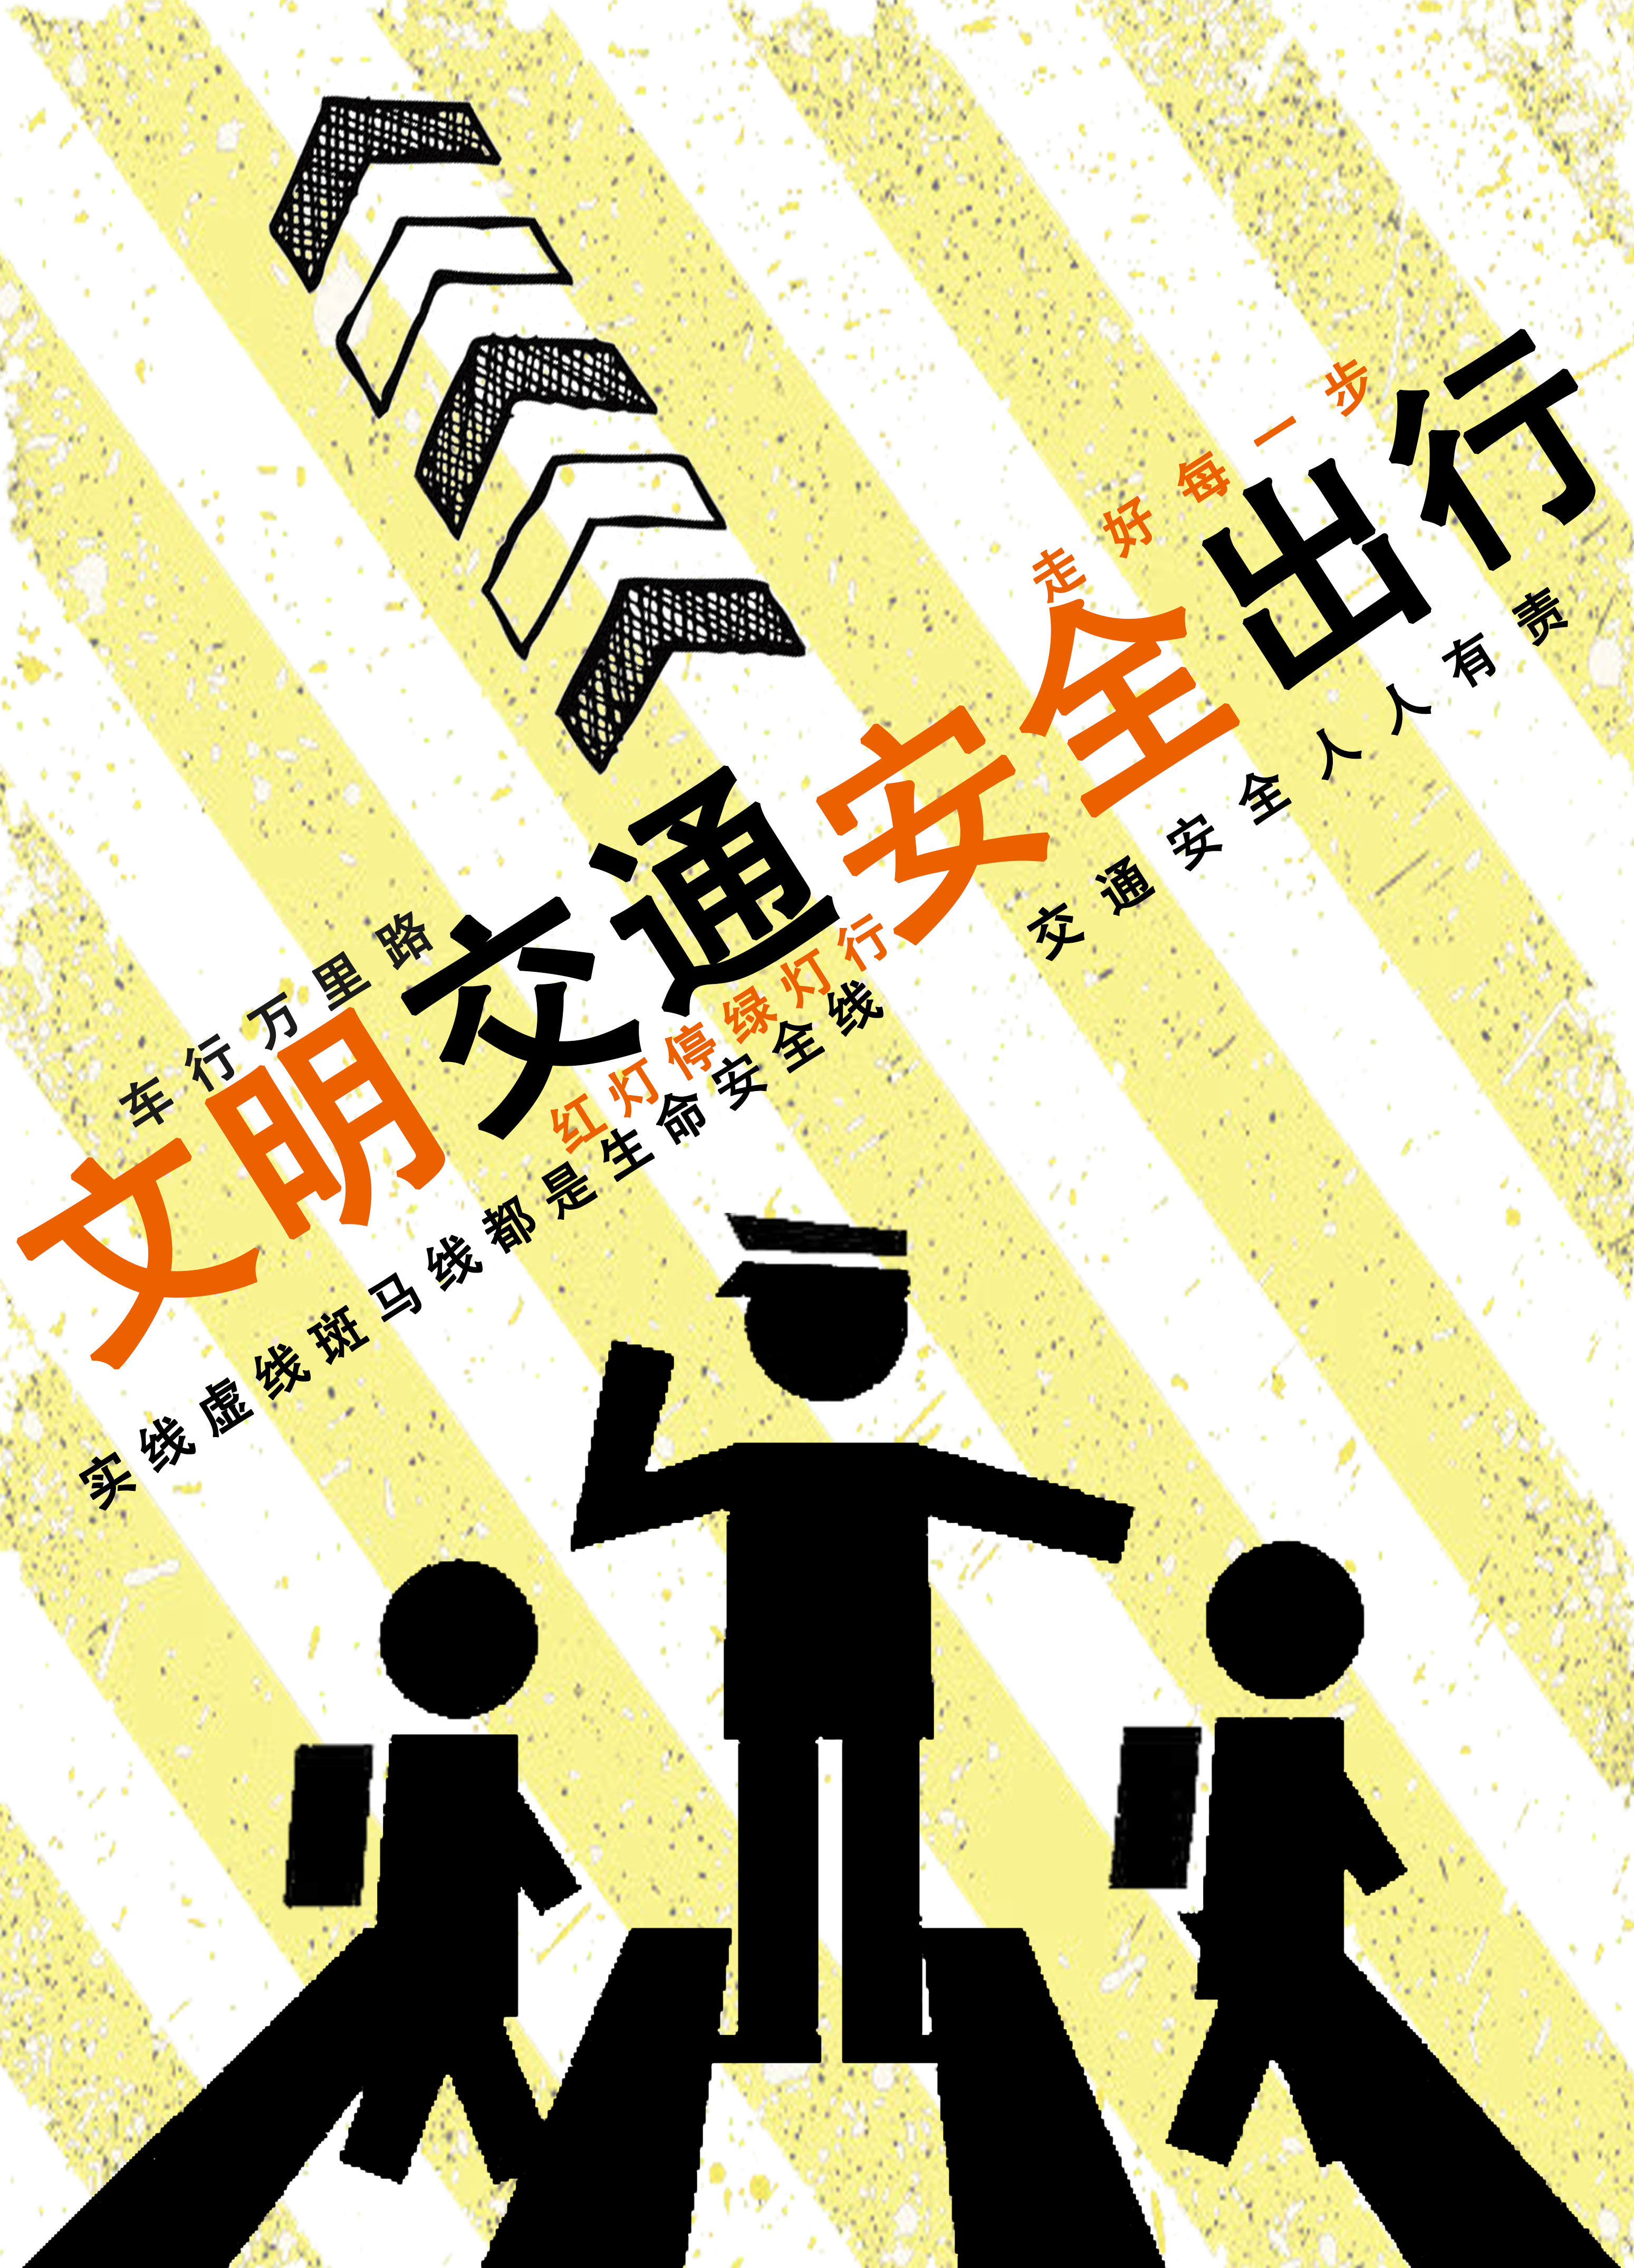 车行万里路
走好每一步
文明交通安全出行
红灯停绿灯行
交通安全人人有责
实线虚线斑马线都是生命安全线